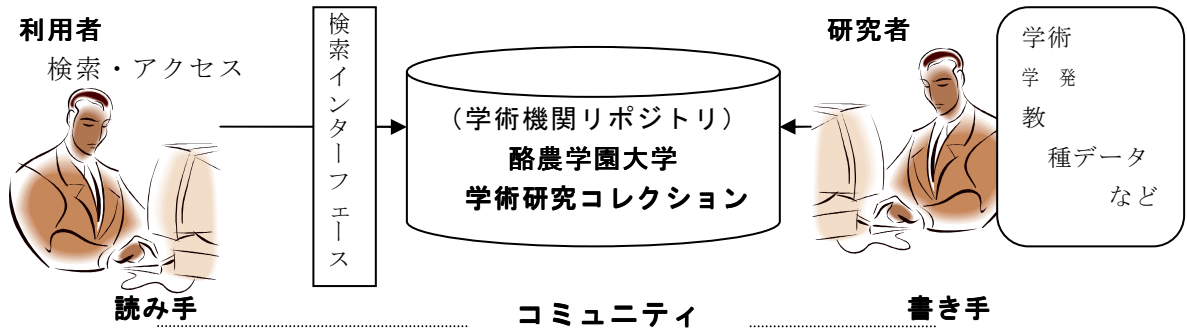 利用者
検索・アクセス
検索インターフェース
(学術機関リポジトリ)
酪農学園大学
学術研究コレクション
研究者
学術
学 発
教
種データ
など
読み手
コミュニティ
書き手